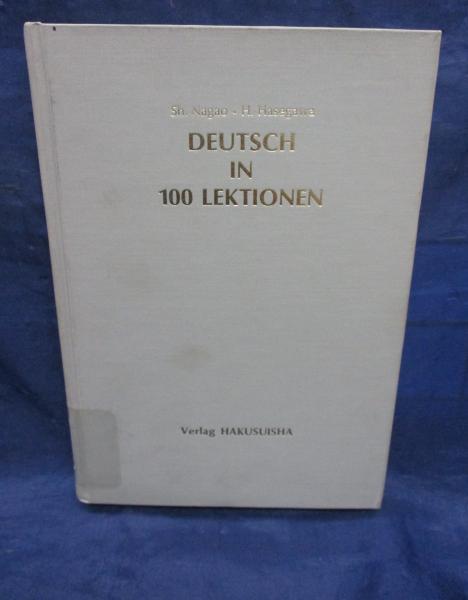 Sh. Nagao • H. Hasegawa
DEUTSCH
IN
100 LEKTIONEN
Verlag HAKUSUISHA